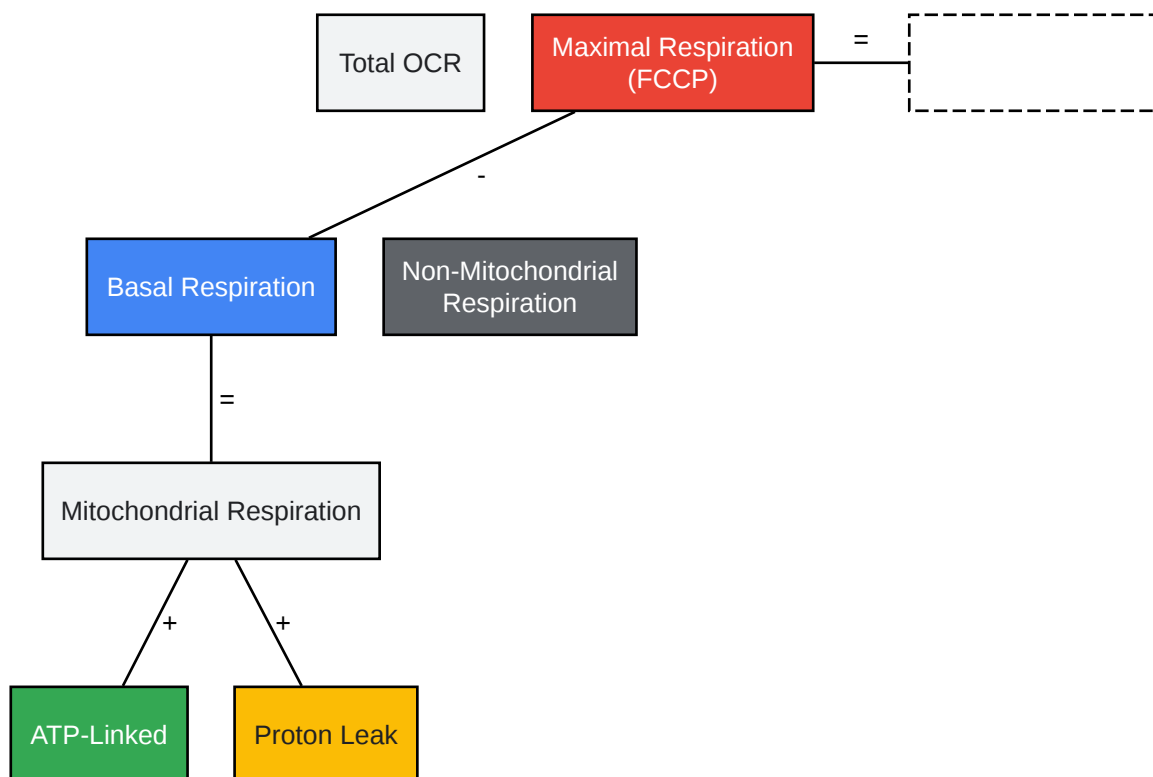 Total OCR
Maximal Respiration
(FCCP)
=
-
Basal Respiration
Non-Mitochondrial
Respiration
=
Mitochondrial Respiration
+
+
ATP-Linked
Proton Leak